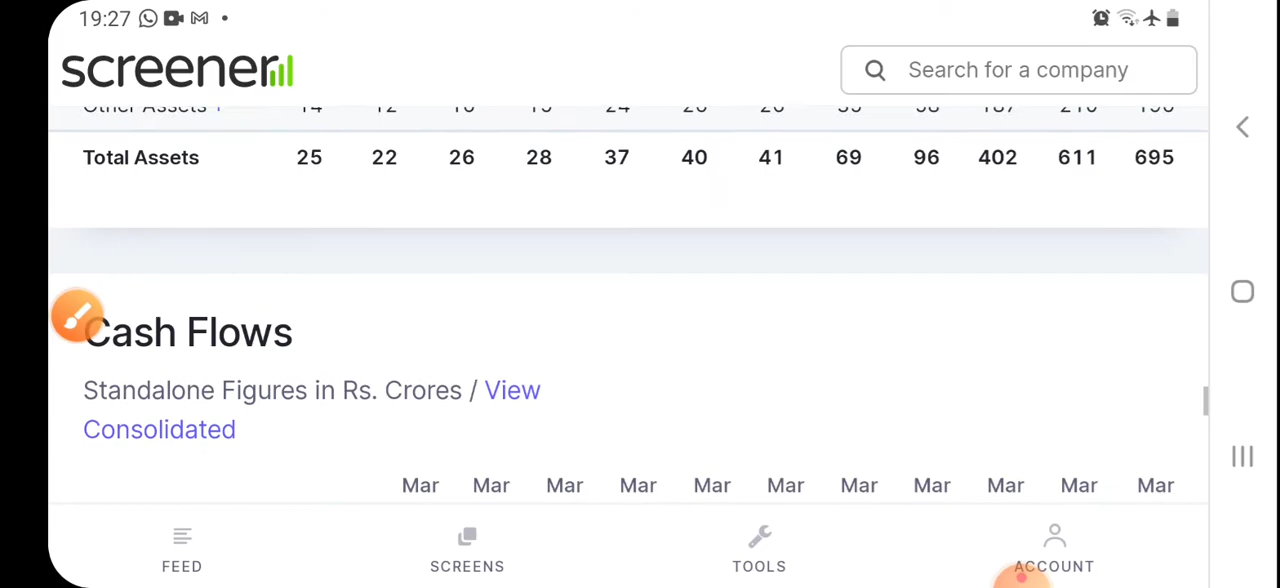 19:27
screener
Search for a company
Other Assets +
Total Assets 25 22 26 28 37 40 41 69 96 402 611 695
Cash Flows
Standalone Figures in Rs. Crores / View
Consolidated
Mar Mar Mar Mar Mar Mar Mar Mar Mar Mar Mar
FEED SCREENS TOOLS ACCOUNT